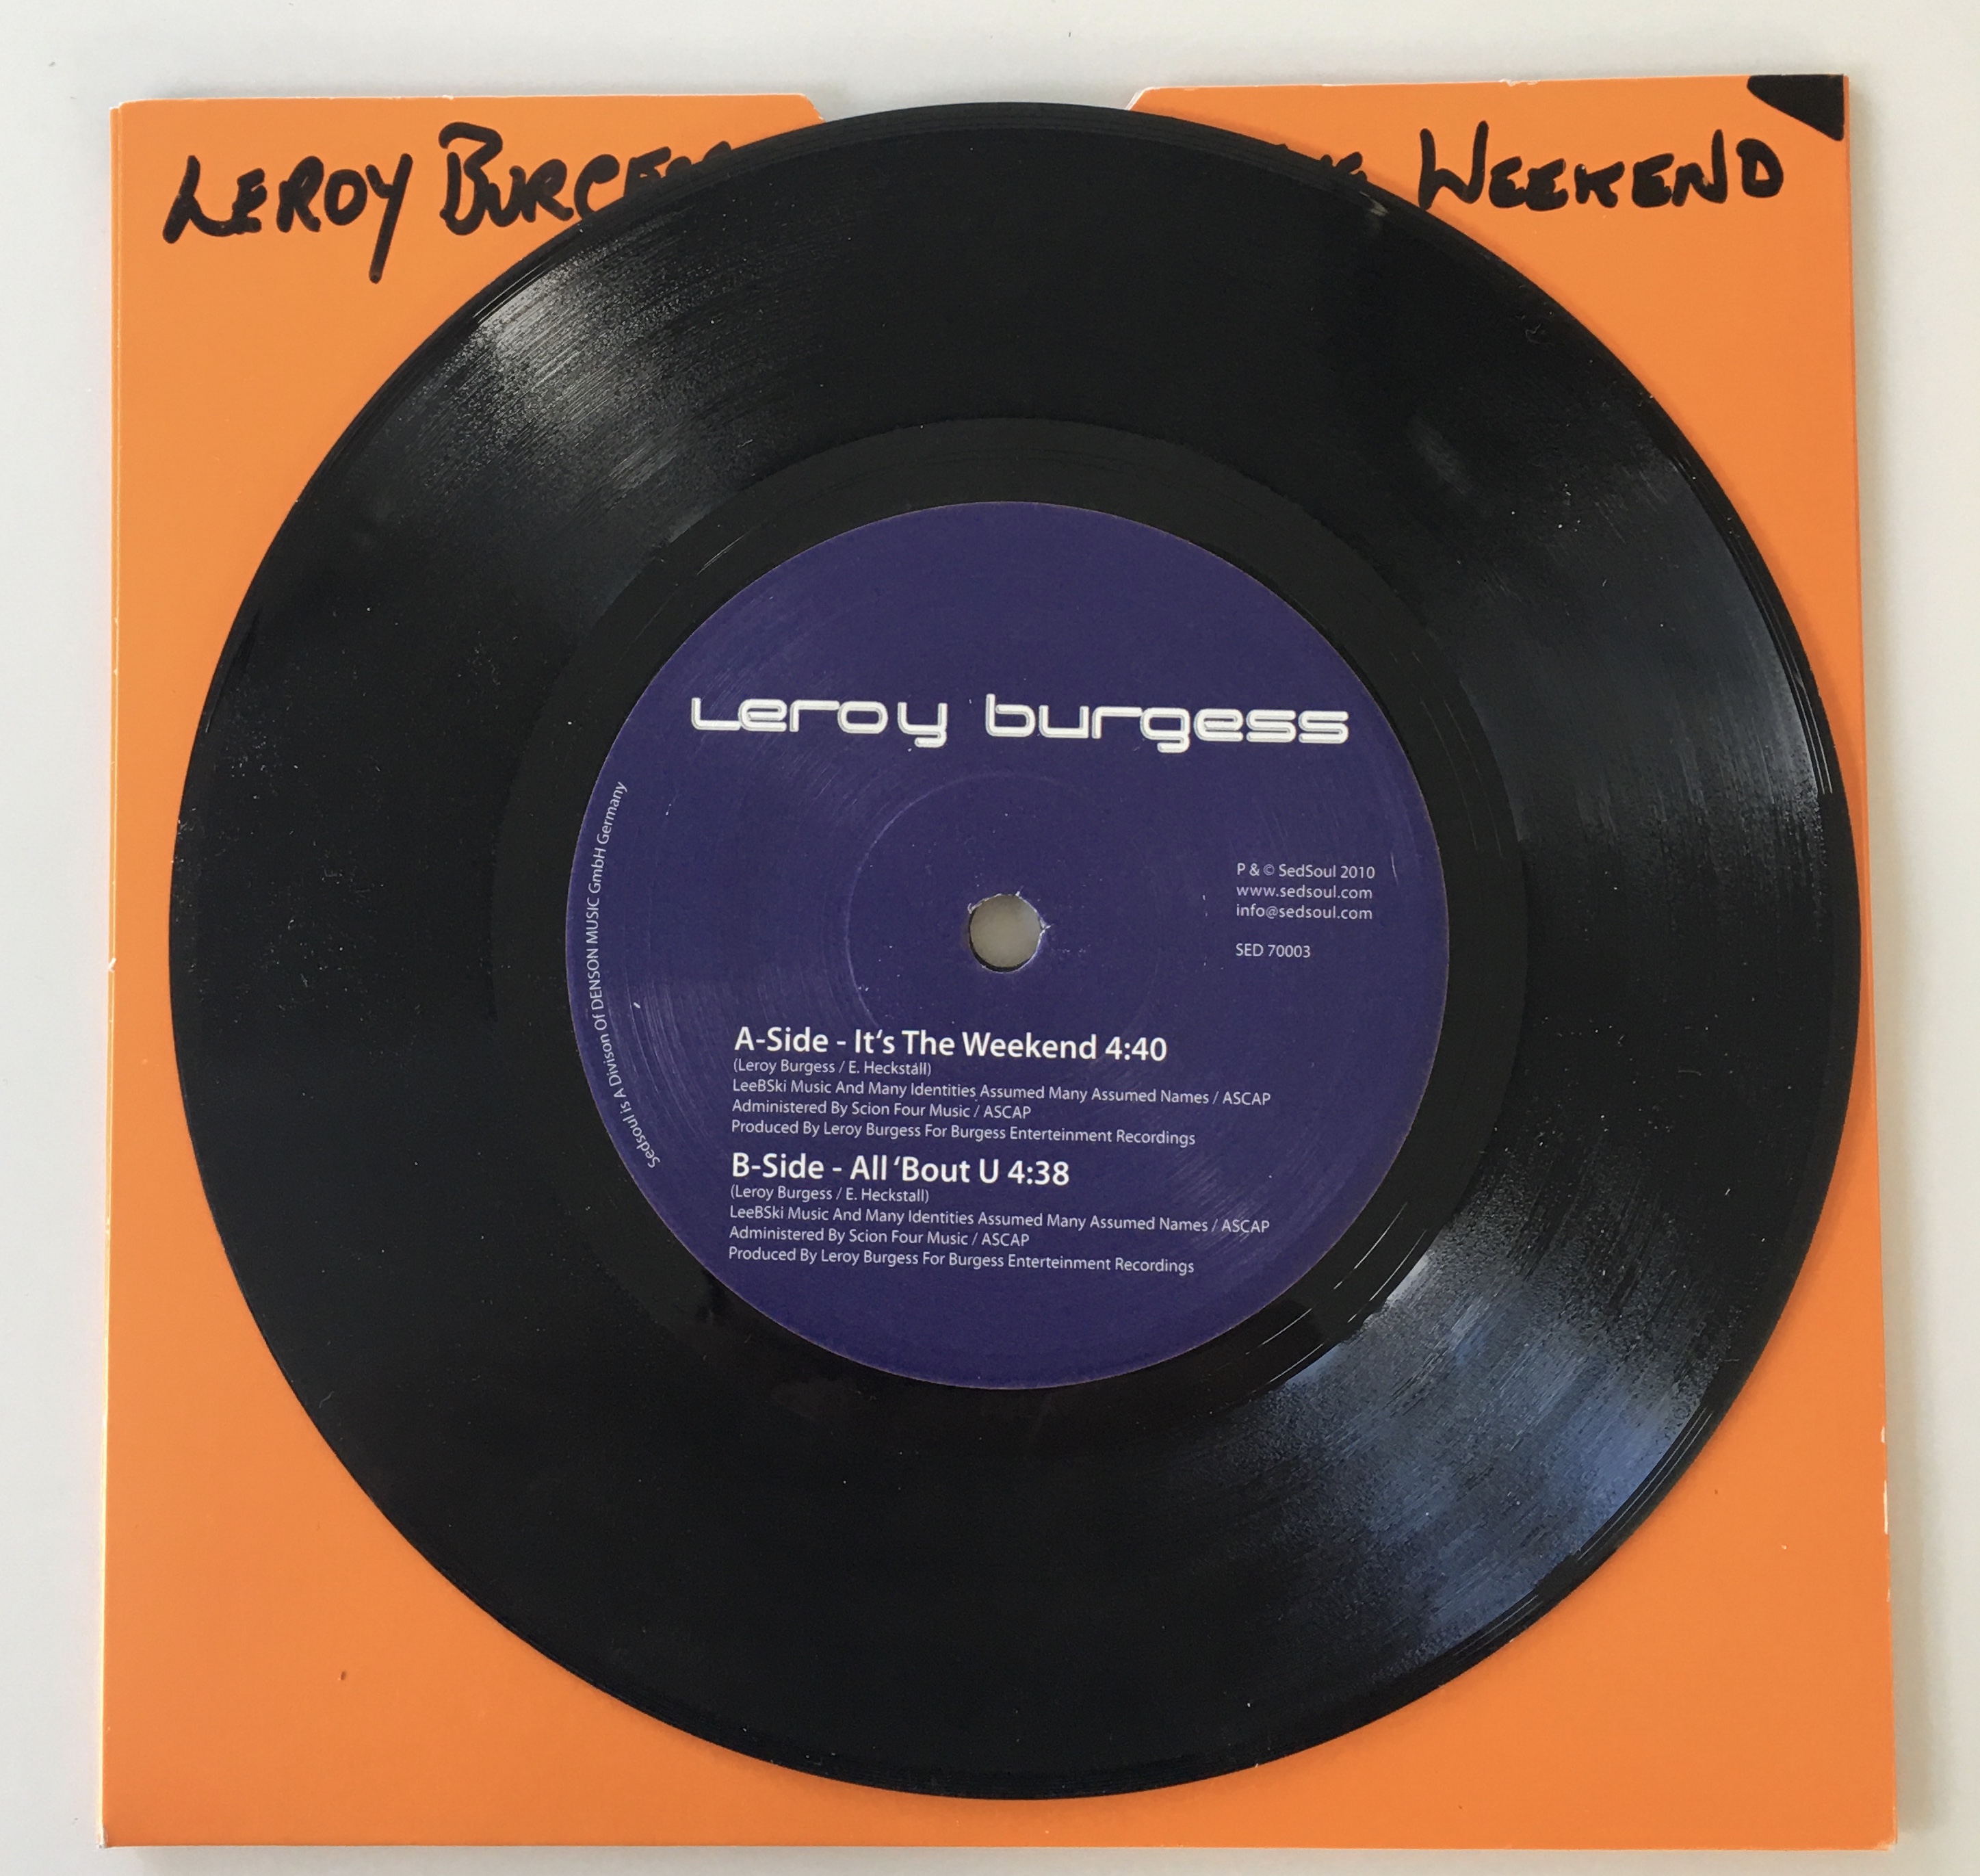 LEROY WEEKEND
Leroy burgess
P & © SedSoul 2010
www.sedsoul.com
info@sedsoul.com
SED 70003
Sedsoul is A Divison Of DENSON MUSIC GmbH Germany
A-Side - It‘s The Weekend 4:40
(Leroy Burgess / E. Heckstall)
LeeBSki Music And Many Identities Assumed Many Assumed Names / ASCAP
Administered By Scion Four Music / ASCAP
Produced By Leroy Burgess For Burgess Enterteinment Recordings
B-Side - All ‘Bout U 4:38
(Leroy Burgess / E. Heckstall)
LeeBSki Music And Many Identities Assumed Many Assumed Names / ASCAP
Administered By Scion Four Music / ASCAP
Produced By Leroy Burgess For Burgess Enterteinment Recordings